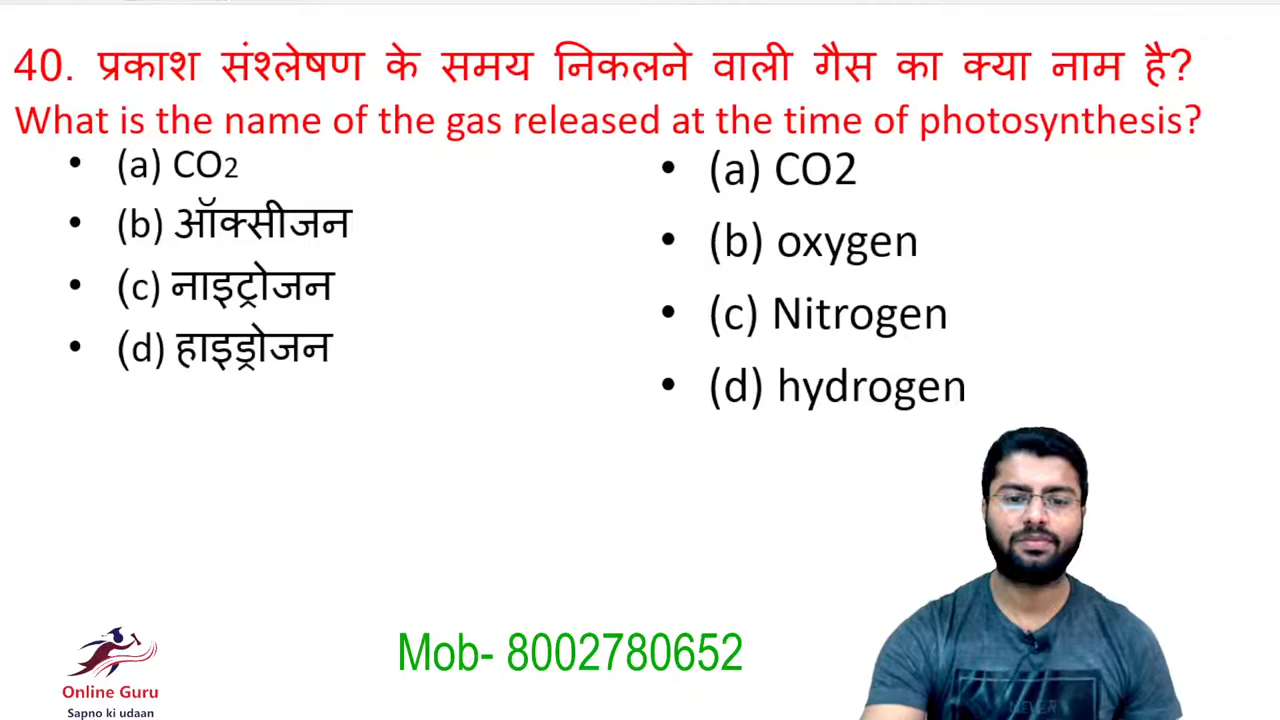 40. प्रकाश संश्लेषण के समय निकलने वाली गैस का क्या नाम है?
What is the name of the gas released at the time of photosynthesis?
• (a) CO2
• (b) ऑक्सीजन
• (c) नाइट्रोजन
• (d) हाइड्रोजन
• (a) CO2
• (b) oxygen
• (c) Nitrogen
• (d) hydrogen
Mob- 8002780652
Online Guru
Sapno ki udaan
NEVER